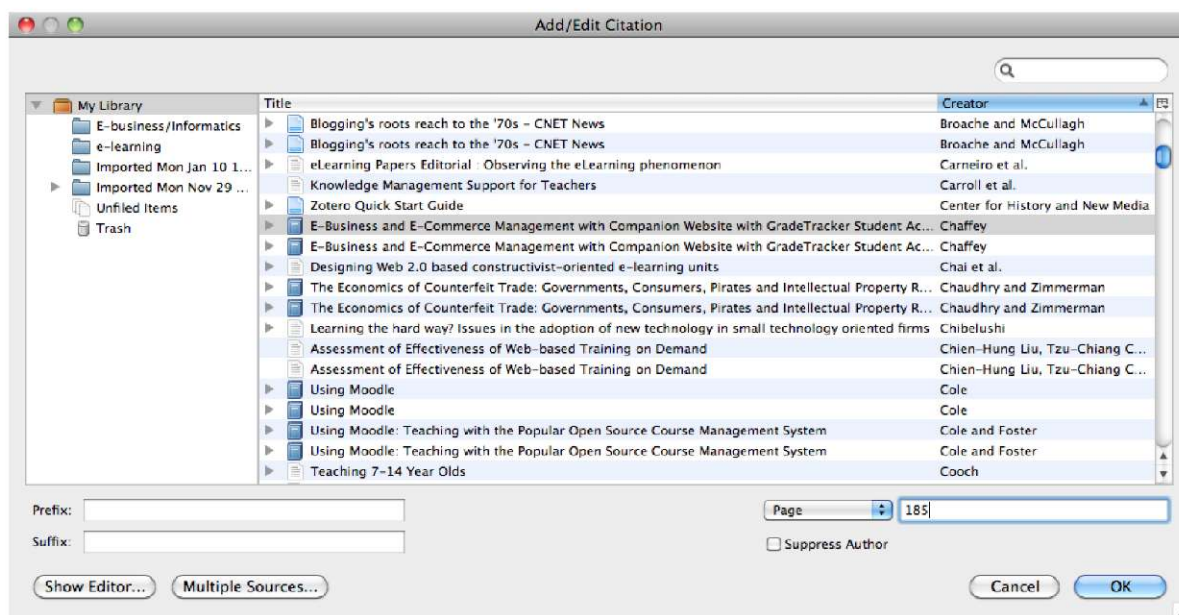 Add/Edit Citation
My Library
E-business/Informatics
e-learning
Imported Mon Jan 10 1...
Imported Mon Nov 29 ...
Unfiled Items
Trash
Title Creator
Blogging's roots reach to the '70s - CNET News Broache and McCullagh
Blogging's roots reach to the '70s - CNET News Broache and McCullagh
eLearning Papers Editorial : Observing the eLearning phenomenon Carneiro et al.
Knowledge Management Support for Teachers Carroll et al.
Zotero Quick Start Guide Center for History and New Media
E-Business and E-Commerce Management with Companion Website with GradeTracker Student Ac... Chaffey
E-Business and E-Commerce Management with Companion Website with GradeTracker Student Ac... Chaffey
Designing Web 2.0 based constructivist-oriented e-learning units Chai et al.
The Economics of Counterfeit Trade: Governments, Consumers, Pirates and Intellectual Property R... Chaudhry and Zimmerman
The Economics of Counterfeit Trade: Governments, Consumers, Pirates and Intellectual Property R... Chaudhry and Zimmerman
Learning the hard way? Issues in the adoption of new technology in small technology oriented firms Chibelushi
Assessment of Effectiveness of Web-based Training on Demand Chien-Hung Liu, Tzu-Chiang C...
Assessment of Effectiveness of Web-based Training on Demand Chien-Hung Liu, Tzu-Chiang C...
Using Moodle Cole
Using Moodle Cole
Using Moodle: Teaching with the Popular Open Source Course Management System Cole and Foster
Using Moodle: Teaching with the Popular Open Source Course Management System Cole and Foster
Teaching 7-14 Year Olds Cooch
Prefix: Page 185
Suffix: Suppress Author
Show Editor... Multiple Sources... Cancel OK